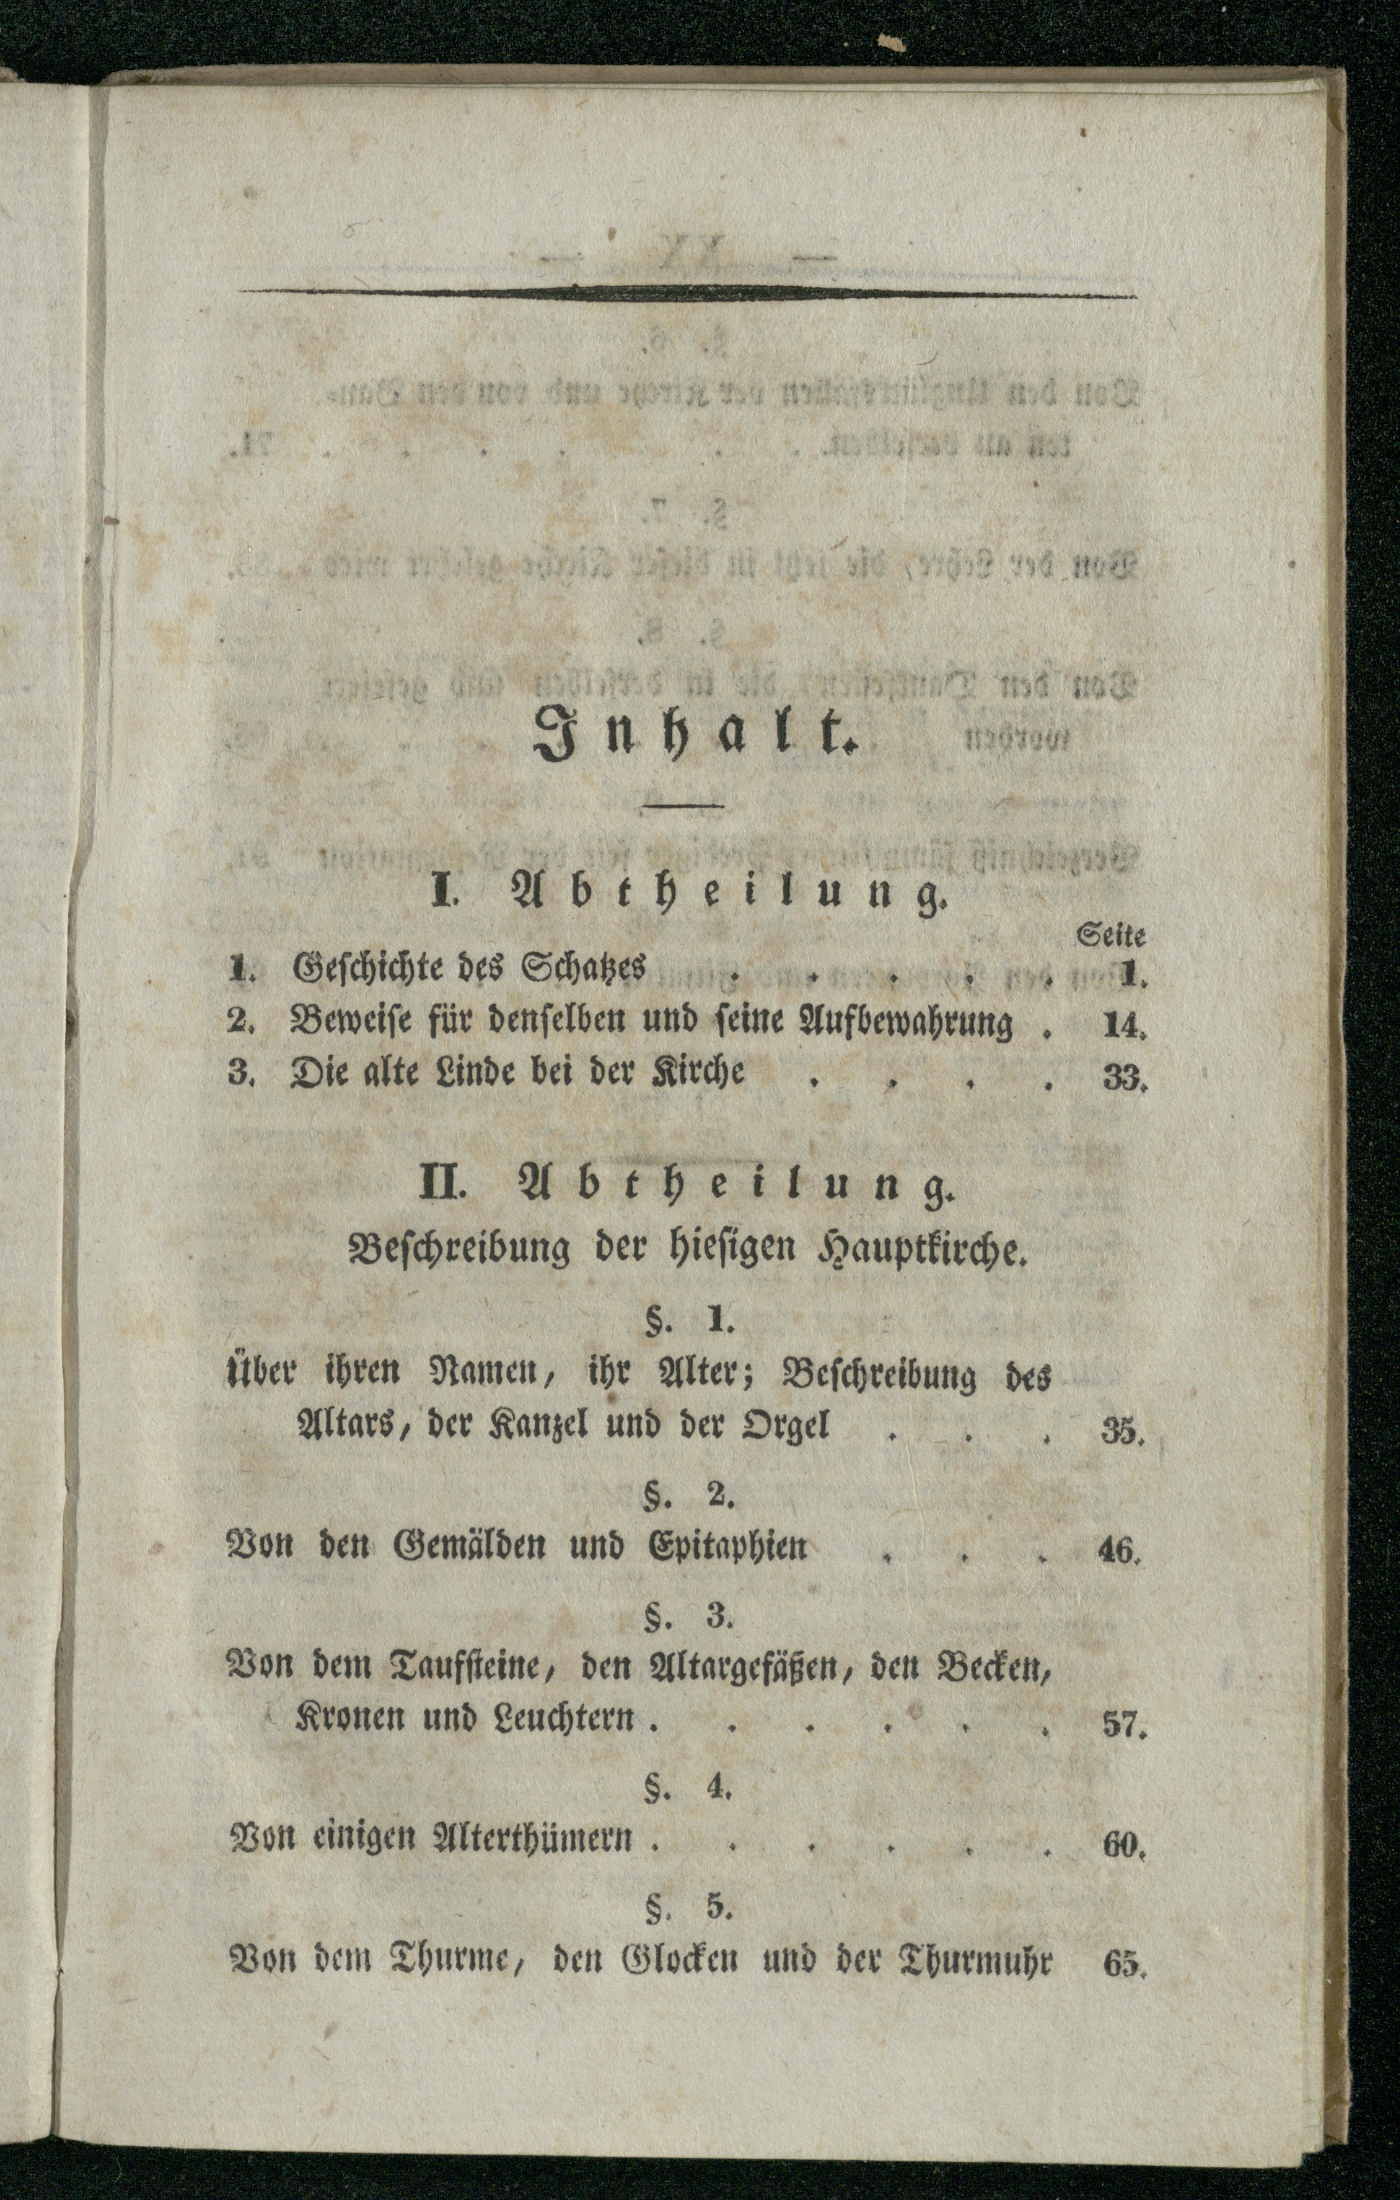 Inhalt.
I. Abtheilung.
Seite
1. Geschichte des Schatzes . . . . . 1.
2. Beweise für denselben und seine Aufbewahrung . 14.
3. Die alte Linde bei der Kirche . . . . 33.
II. Abtheilung.
Beschreibung der hiesigen Hauptkirche.
§. 1.
Über ihren Namen, ihr Alter; Beschreibung des
Altars, der Kanzel und der Orgel . . . 35.
§. 2.
Von den Gemälden und Epitaphien . . . 46.
§. 3.
Von dem Taufsteine, den Altargefäßen, den Becken,
Kronen und Leuchtern . . . . . . 57.
§. 4.
Von einigen Alterthümern . . . . . . 60.
§. 5.
Von dem Thurme, den Glocken und der Thurmuhr 65.